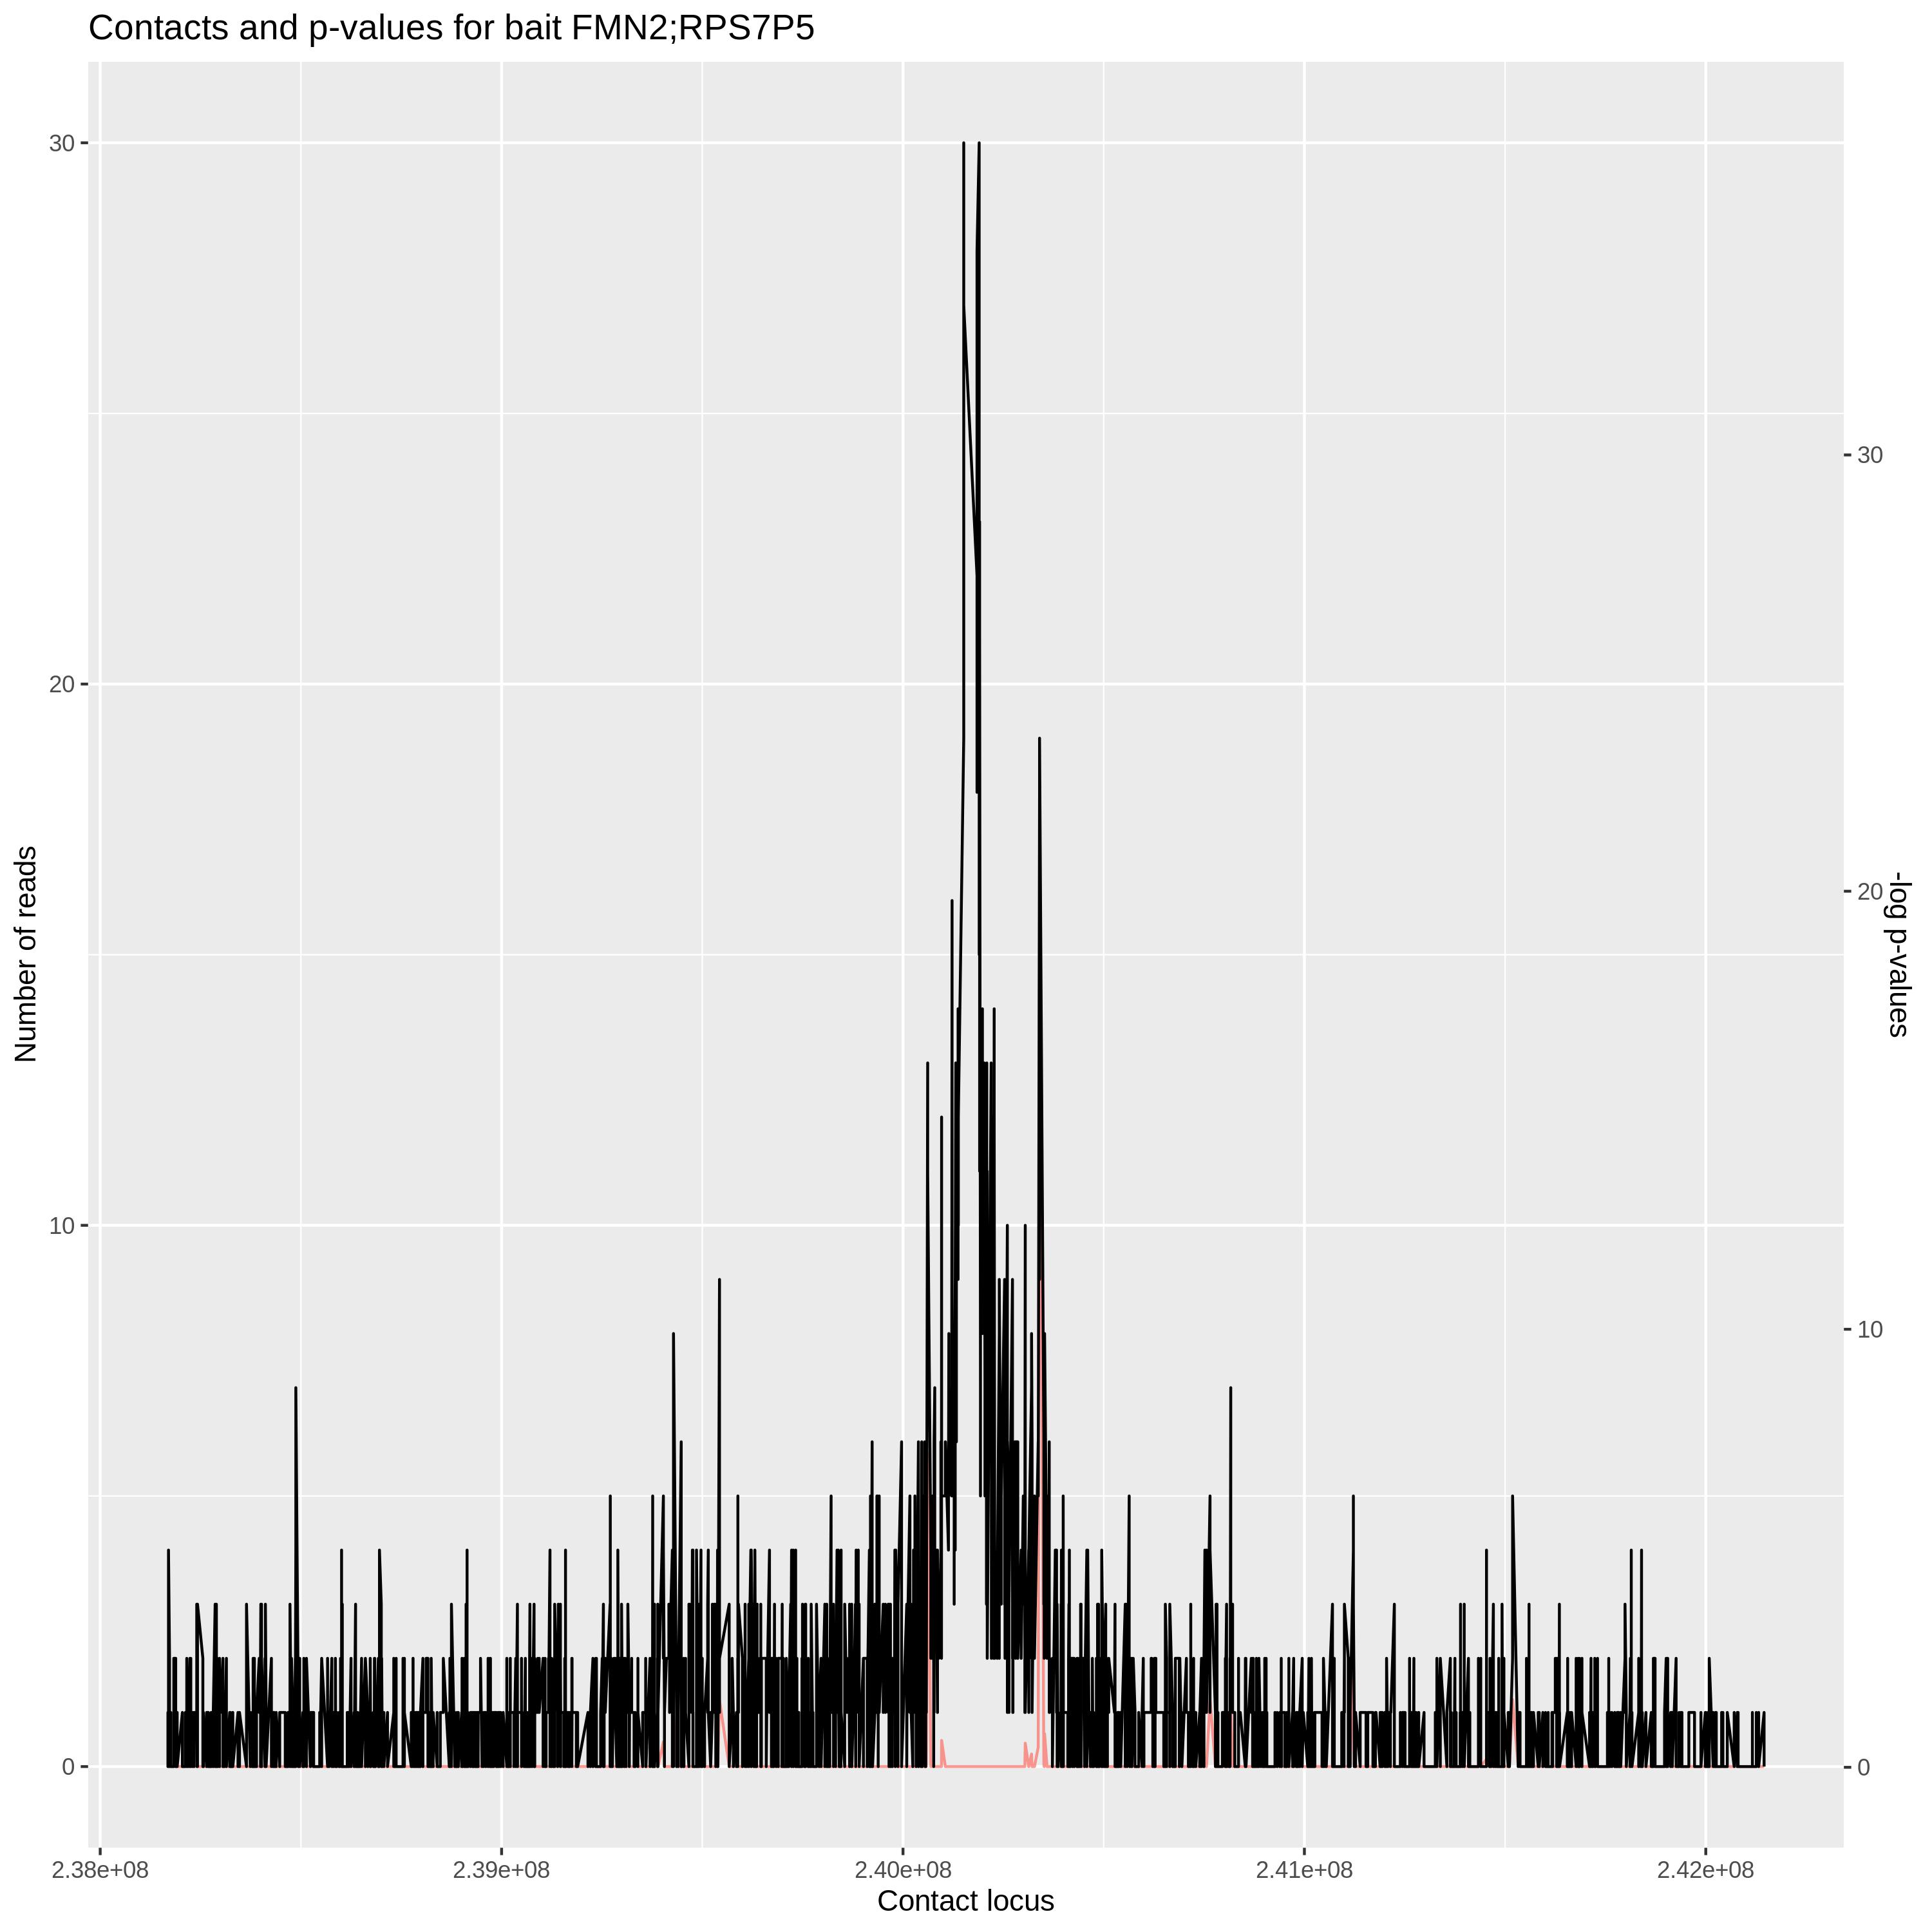 Contacts and p-values for bait FMN2;RPS7P5
30
20
10
0
Number of reads
30
20
10
0
-log p-values
2.38e+08 2.39e+08 2.40e+08 2.41e+08 2.42e+08
Contact locus